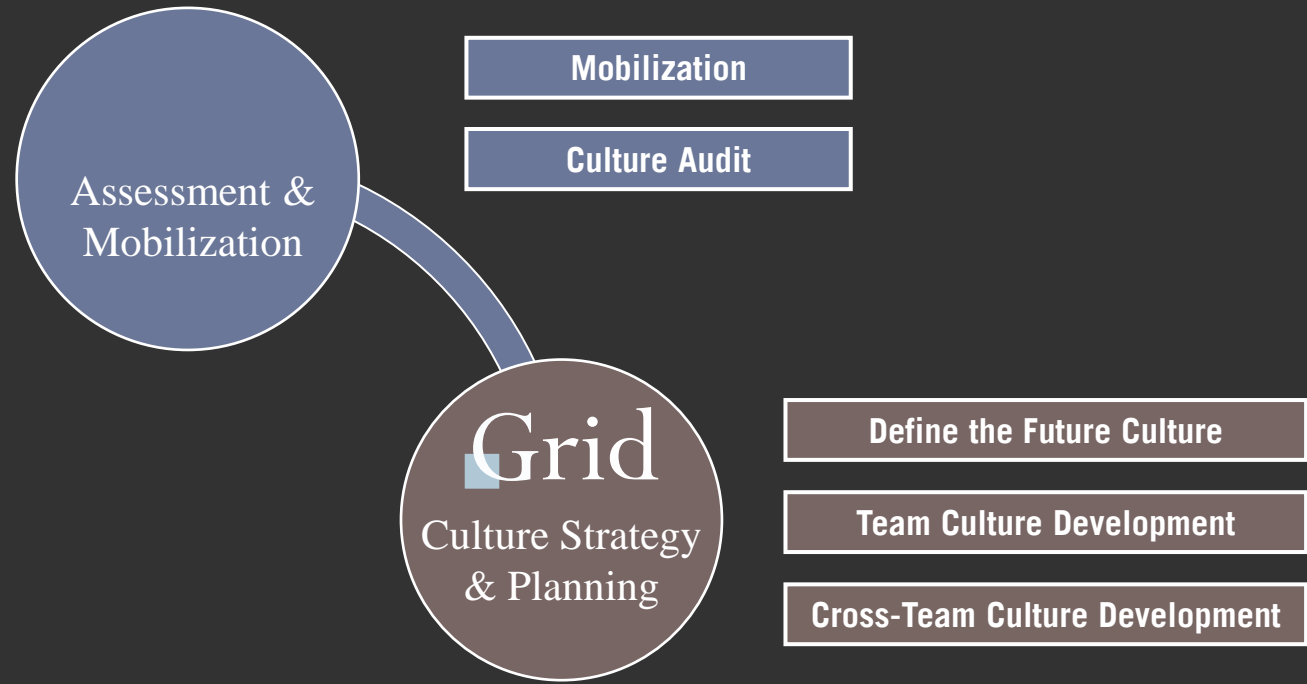 Mobilization
Culture Audit
Assessment &
Mobilization
Grid
Culture Strategy
& Planning
Define the Future Culture
Team Culture Development
Cross-Team Culture Development